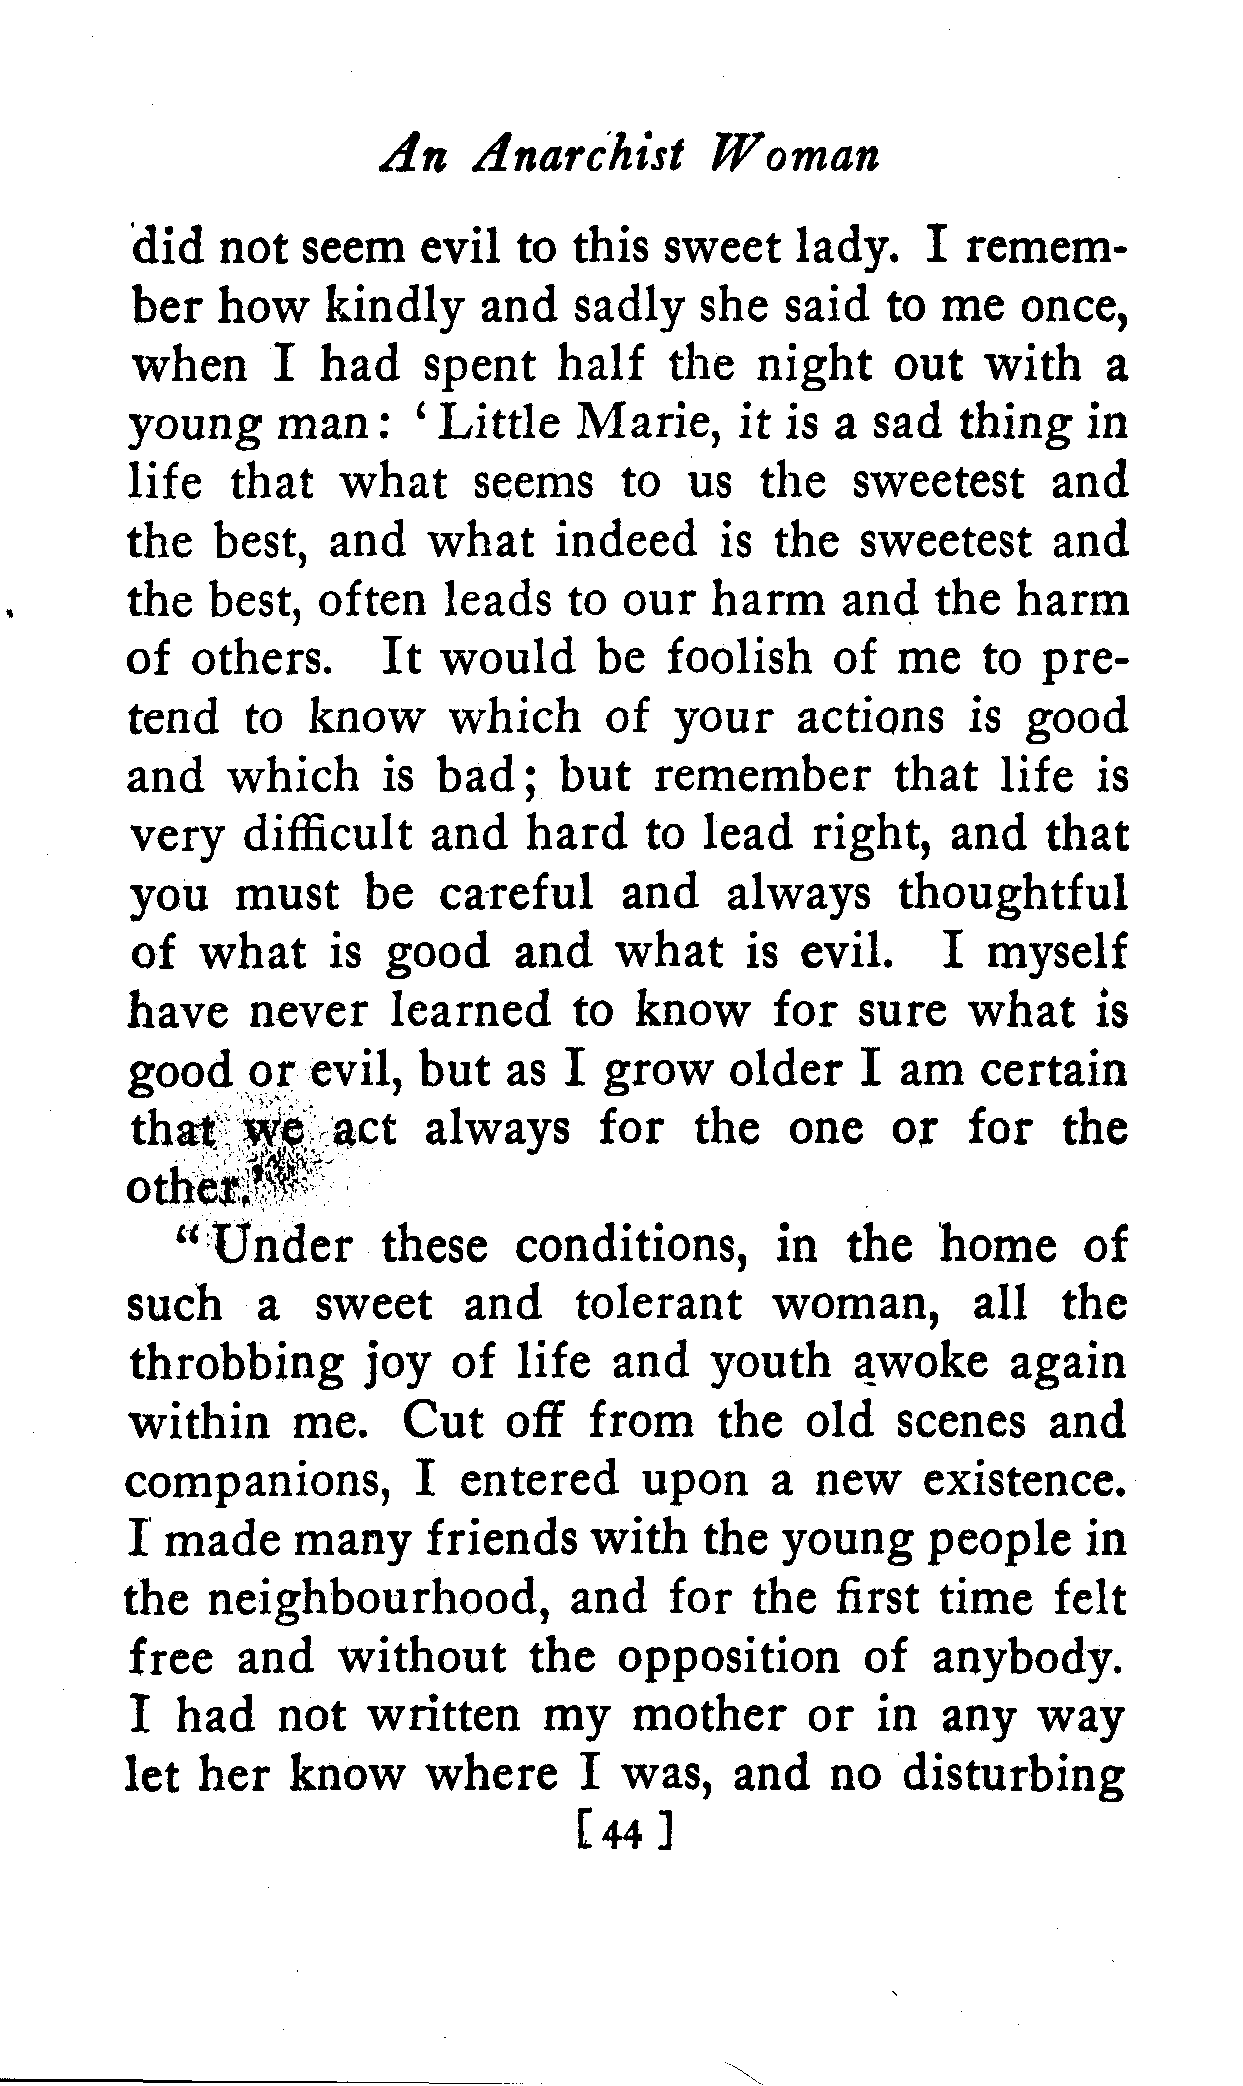 An Anarchist Woman
did not seem evil to this sweet lady. I remem-
ber how kindly and sadly she said to me once,
when I had spent half the night out with a
young man: ‘Little Marie, it is a sad thing in
life that what seems to us the sweetest and
the best, and what indeed is the sweetest and
the best, often leads to our harm and the harm
of others. It would be foolish of me to pre-
tend to know which of your actions is good
and which is bad; but remember that life is
very difficult and hard to lead right, and that
you must be careful and always thoughtful
of what is good and what is evil. I myself
have never learned to know for sure what is
good or evil, but as I grow older I am certain
that we act always for the one or for the
other.’
“Under these conditions, in the home of
such a sweet and tolerant woman, all the
throbbing joy of life and youth awoke again
within me. Cut off from the old scenes and
companions, I entered upon a new existence.
I made many friends with the young people in
the neighbourhood, and for the first time felt
free and without the opposition of anybody.
I had not written my mother or in any way
let her know where I was, and no disturbing
[44]